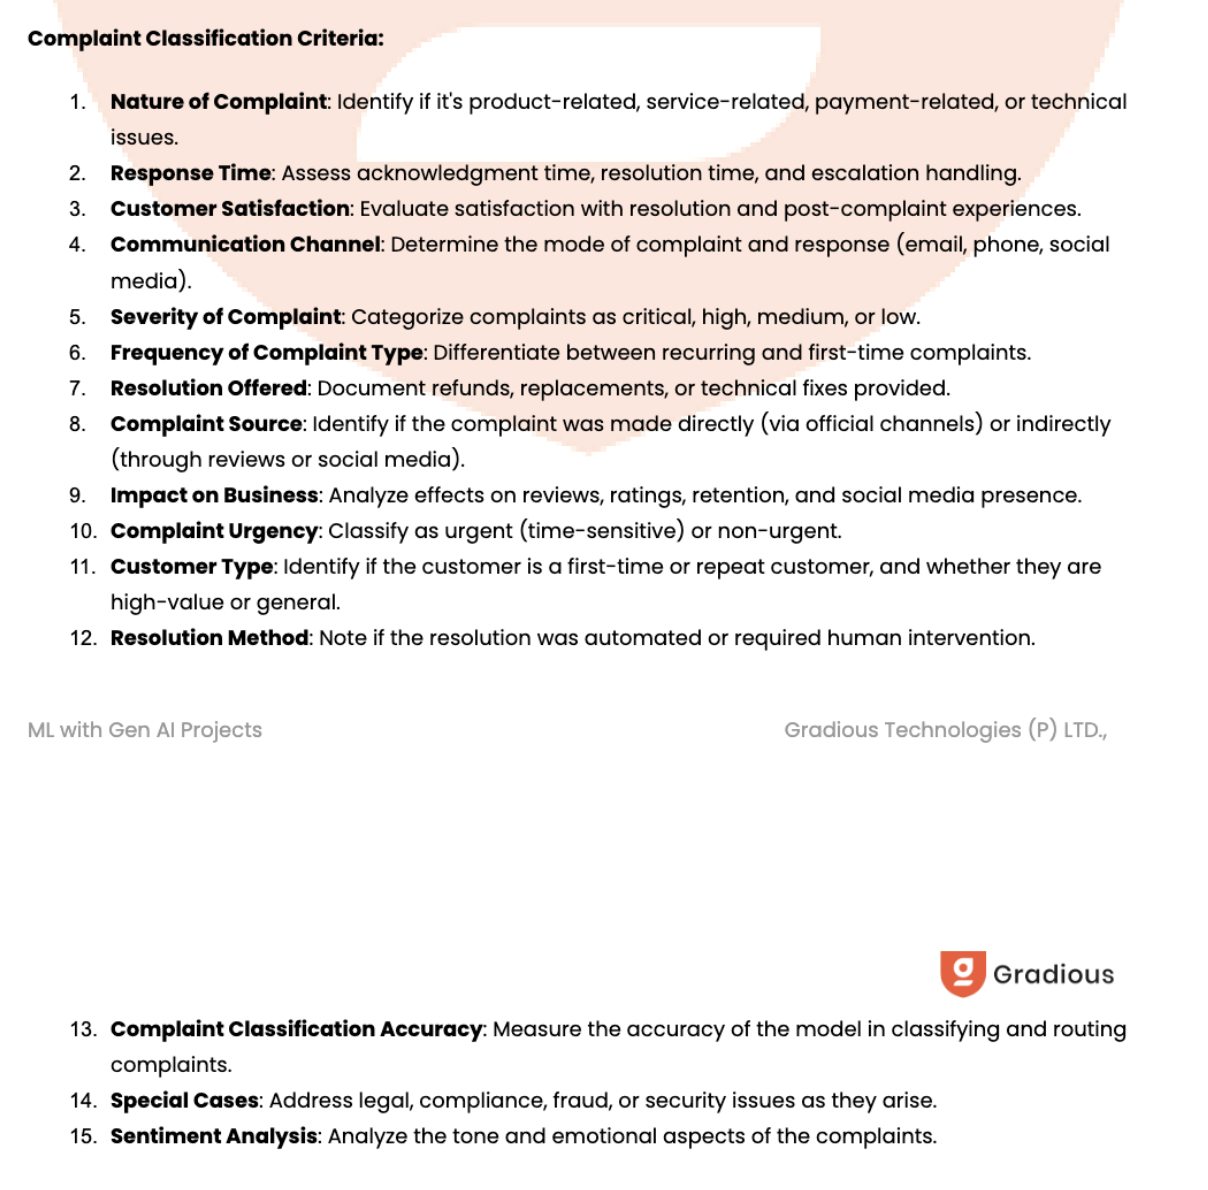 Complaint Classification Criteria:
1. Nature of Complaint: Identify if it's product-related, service-related, payment-related, or technical
issues.
2. Response Time: Assess acknowledgment time, resolution time, and escalation handling.
3. Customer Satisfaction: Evaluate satisfaction with resolution and post-complaint experiences.
4. Communication Channel: Determine the mode of complaint and response (email, phone, social
media).
5. Severity of Complaint: Categorize complaints as critical, high, medium, or low.
6. Frequency of Complaint Type: Differentiate between recurring and first-time complaints.
7. Resolution Offered: Document refunds, replacements, or technical fixes provided.
8. Complaint Source: Identify if the complaint was made directly (via official channels) or indirectly
(through reviews or social media).
9. Impact on Business: Analyze effects on reviews, ratings, retention, and social media presence.
10. Complaint Urgency: Classify as urgent (time-sensitive) or non-urgent.
11. Customer Type: Identify if the customer is a first-time or repeat customer, and whether they are
high-value or general.
12. Resolution Method: Note if the resolution was automated or required human intervention.
ML with Gen AI Projects Gradious Technologies (P) LTD.,
g Gradious
13. Complaint Classification Accuracy: Measure the accuracy of the model in classifying and routing
complaints.
14. Special Cases: Address legal, compliance, fraud, or security issues as they arise.
15. Sentiment Analysis: Analyze the tone and emotional aspects of the complaints.